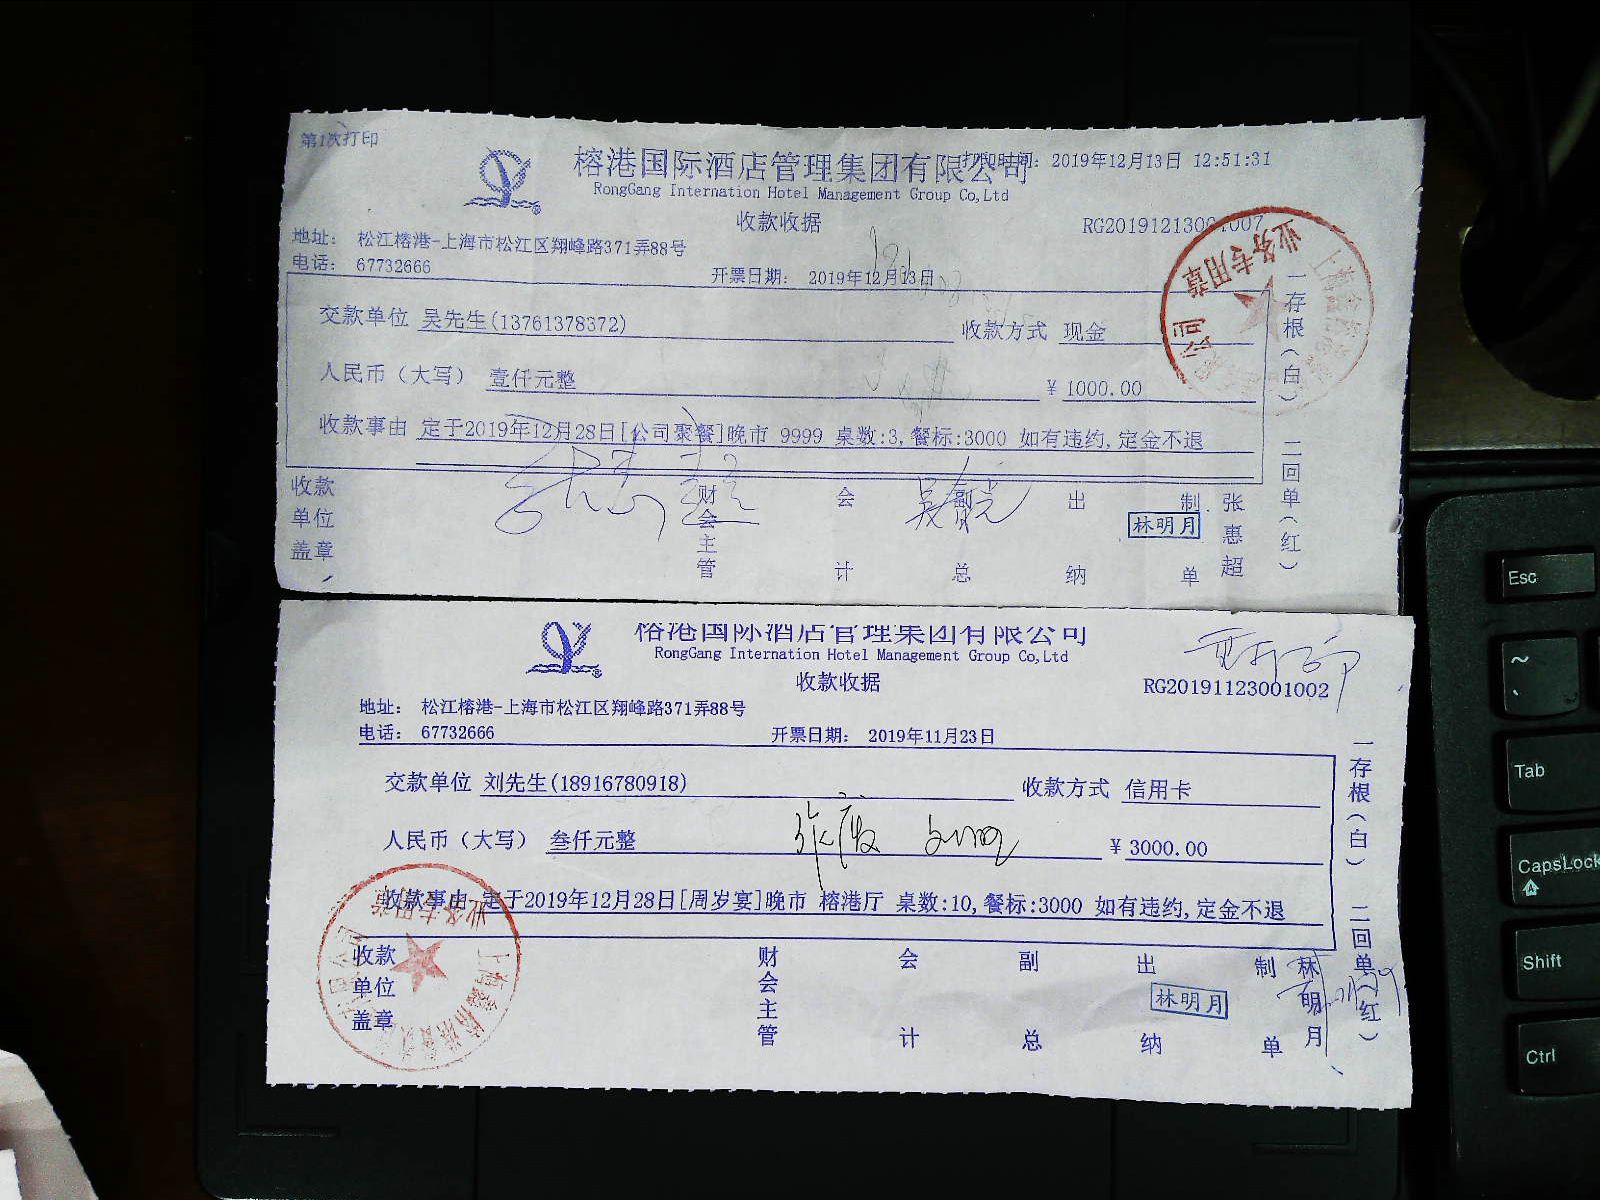 第1次打印
榕港国际酒店管理集团有限公司
打印时间: 2019年12月13日 12:51:31
RongGang Internation Hotel Management Group Co,Ltd
收款收据
地址: 松江榕港-上海市松江区翔峰路371弄88号
电话: 67732666
开票日期: 2019年12月13日
交款单位 吴先生(13761378372)
收款方式 现金
人民币(大写) 壹仟元整
¥ 1000.00
收款事由 定于2019年12月28日[公司聚餐]晚市 9999 桌数:3,餐标:3000 如有违约,定金不退
收款单位盖章
财会主管
会计
副总
出纳
林明月
制单
张惠超
一存根(白) 二回单(红)
业务专用章
榕港国际酒店管理集团有限公司
RongGang Internation Hotel Management Group Co,Ltd
收款收据
RG20191123001002
地址: 松江榕港-上海市松江区翔峰路371弄88号
电话: 67732666
开票日期: 2019年11月23日
交款单位 刘先生(18916780918)
收款方式 信用卡
人民币(大写) 叁仟元整
¥ 3000.00
收款事由 定于2019年12月28日[周岁宴]晚市 榕港厅 桌数:10,餐标:3000 如有违约,定金不退
收款单位盖章
财会主管
会计
副总
出纳
林明月
制单
林明月
一存根(白) 二回单(红)
业务专用章
Esc
~
Tab
CapsLock
Shift
Ctrl